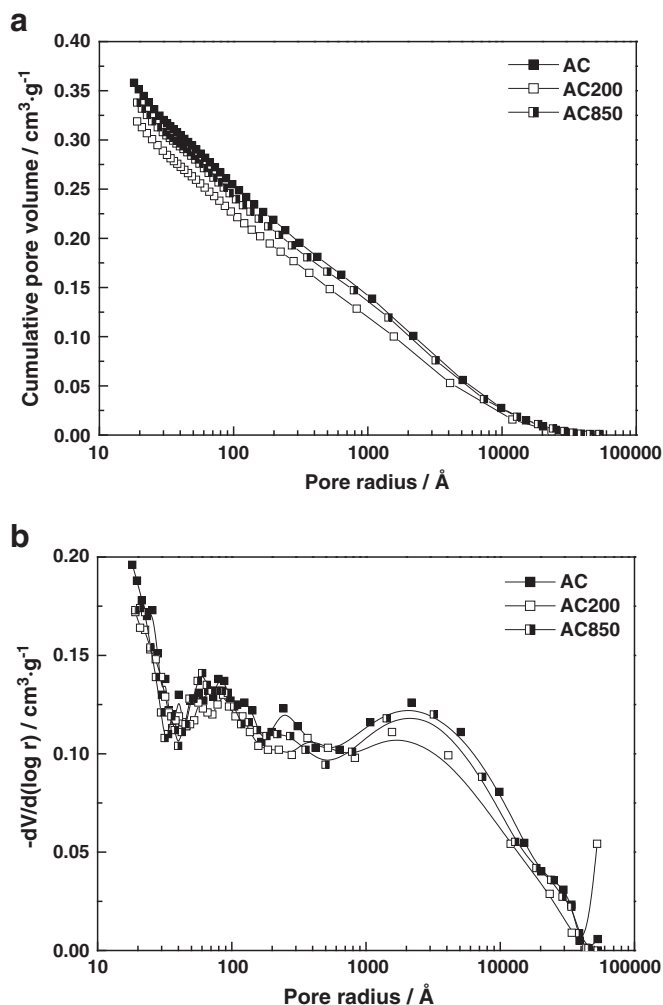 a
0.40
0.35
0.30
0.25
0.20
0.15
0.10
0.05
0.00
Cumulative pore volume / cm³·g⁻¹
AC
AC200
AC850
10 100 1000 10000 100000
Pore radius / Å
b
0.20
0.15
0.10
0.05
0.00
-dV/d(log r) / cm³·g⁻¹
AC
AC200
AC850
10 100 1000 10000 100000
Pore radius / Å